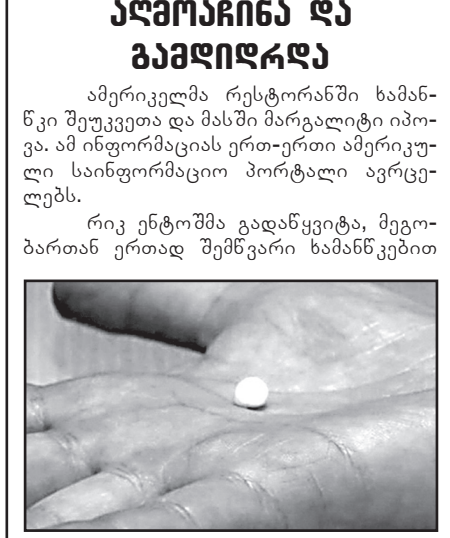 აღმოაჩინა და
გამდიდრდა
ამერიკელმა რესტორანში ხამან-
წკი შეუკვეთა და მასში მარგალიტი იპო-
ვა. ამ ინფორმაციას ერთ-ერთი ამერიკუ-
ლი საინფორმაციო პორტალი ავრცე-
ლებს.
რიკ ენტოშმა გადაწყვიტა, მეგო-
ბართან ერთად შემწვარი ხამანწკებით